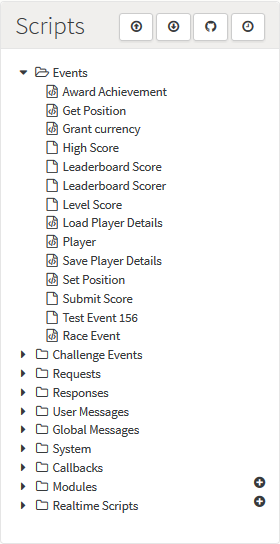 Scripts
Events
Award Achievement
Get Position
Grant currency
High Score
Leaderboard Score
Leaderboard Scorer
Level Score
Load Player Details
Player
Save Player Details
Set Position
Submit Score
Test Event 156
Race Event
Challenge Events
Requests
Responses
User Messages
Global Messages
System
Callbacks
Modules
Realtime Scripts